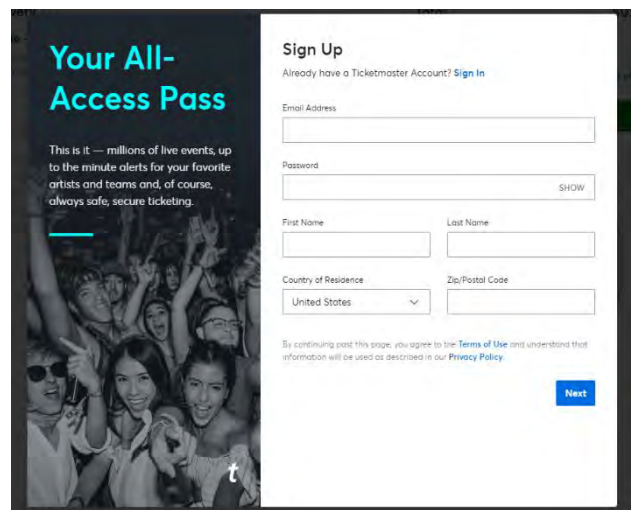 Your All-
Access Pass
This is it — millions of live events, up
to the minute alerts for your favorite
artists and teams and, of course,
always safe, secure ticketing.
t
Sign Up
Already have a Ticketmaster Account? Sign In
Email Address
Password
SHOW
First Name Last Name
Country of Residence Zip/Postal Code
United States
By continuing past this page, you agree to the Terms of Use and understand that
information will be used as described in our Privacy Policy.
Next